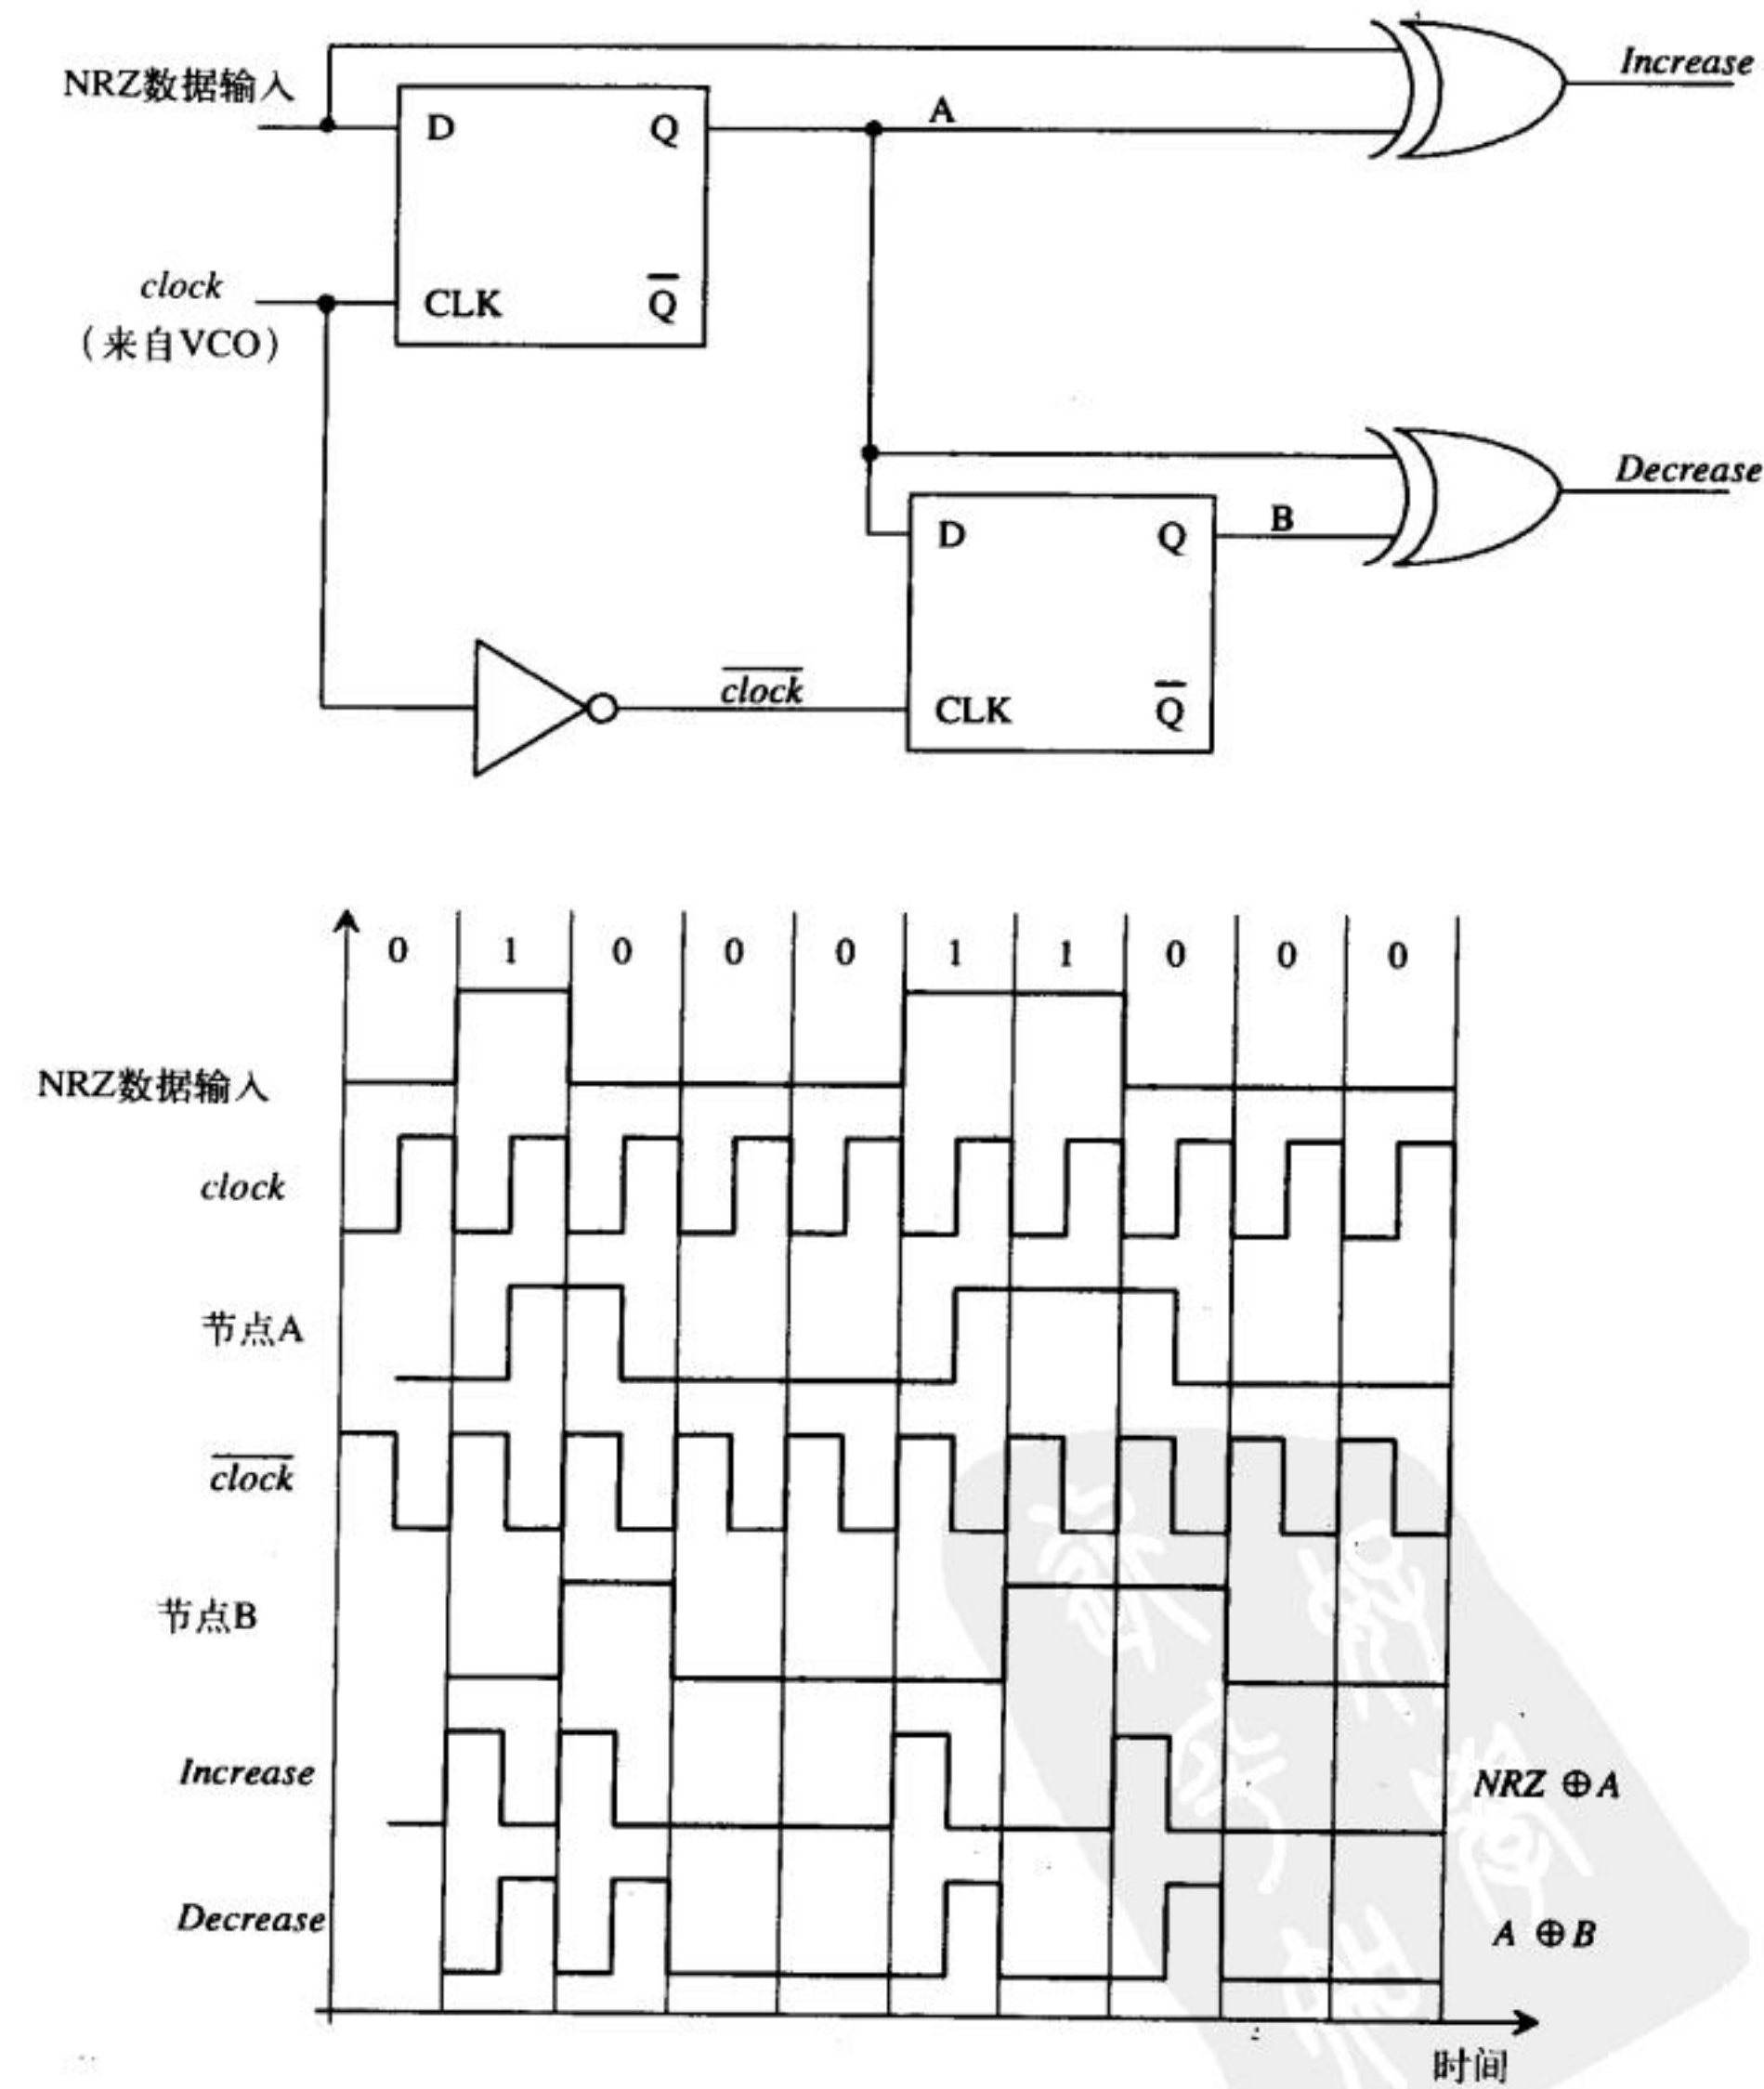 NRZ数据输入
D
Q
A
Increase
clock
(来自VCO)
CLK
Q̅
Decrease
D
Q
B
c̅l̅o̅c̅k̅
CLK
Q̅
0 1 0 0 0 1 1 0 0 0
NRZ数据输入
clock
节点A
c̅l̅o̅c̅k̅
节点B
Increase
NRZ ⊕ A
Decrease
A ⊕ B
时间